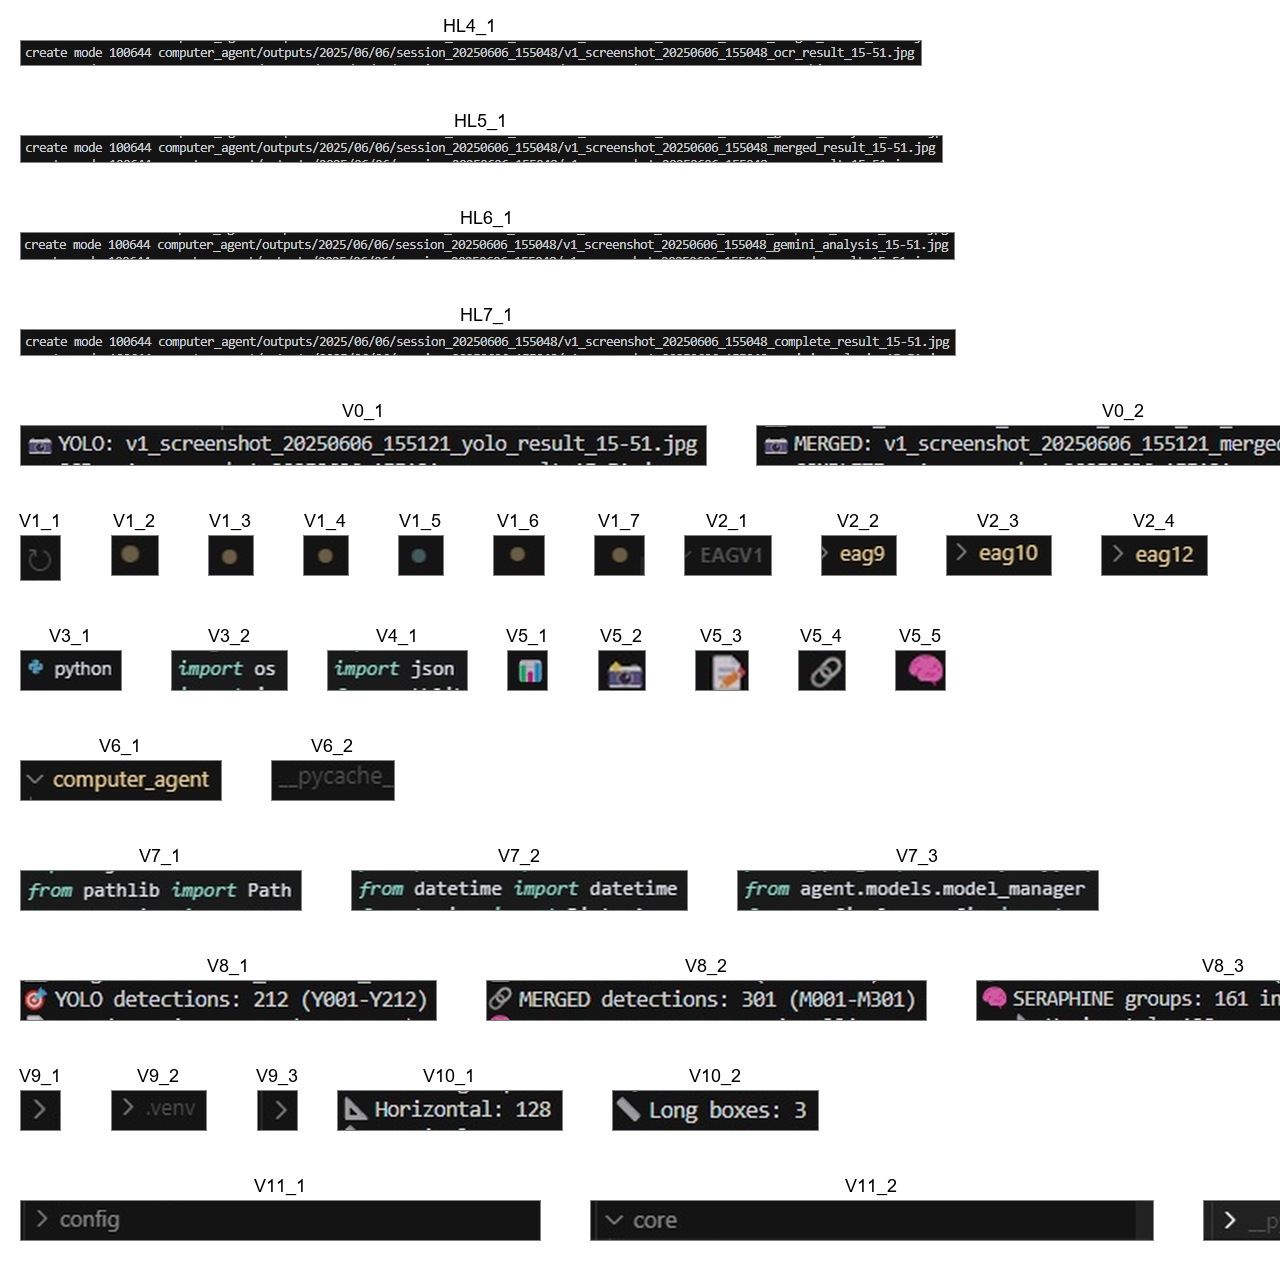 HL4_1
create mode 100644 computer_agent/outputs/2025/06/06/session_20250606_155048/v1_screenshot_20250606_155048_ocr_result_15-51.jpg
HL5_1
create mode 100644 computer_agent/outputs/2025/06/06/session_20250606_155048/v1_screenshot_20250606_155048_merged_result_15-51.jpg
HL6_1
create mode 100644 computer_agent/outputs/2025/06/06/session_20250606_155048/v1_screenshot_20250606_155048_gemini_analysis_15-51.jpg
HL7_1
create mode 100644 computer_agent/outputs/2025/06/06/session_20250606_155048/v1_screenshot_20250606_155048_complete_result_15-51.jpg
V0_1 V0_2
YOLO: v1_screenshot_20250606_155121_yolo_result_15-51.jpg MERGED: v1_screenshot_20250606_155121_merged
V1_1 V1_2 V1_3 V1_4 V1_5 V1_6 V1_7 V2_1 V2_2 V2_3 V2_4
EAGV1 eag9 eag10 eag12
V3_1 V3_2 V4_1 V5_1 V5_2 V5_3 V5_4 V5_5
python import os import json
V6_1 V6_2
computer_agent __pycache_
V7_1 V7_2 V7_3
from pathlib import Path from datetime import datetime from agent.models.model_manager
V8_1 V8_2 V8_3
YOLO detections: 212 (Y001-Y212) MERGED detections: 301 (M001-M301) SERAPHINE groups: 161 in
V9_1 V9_2 V9_3 V10_1 V10_2
.venv Horizontal: 128 Long boxes: 3
V11_1 V11_2
config core __p